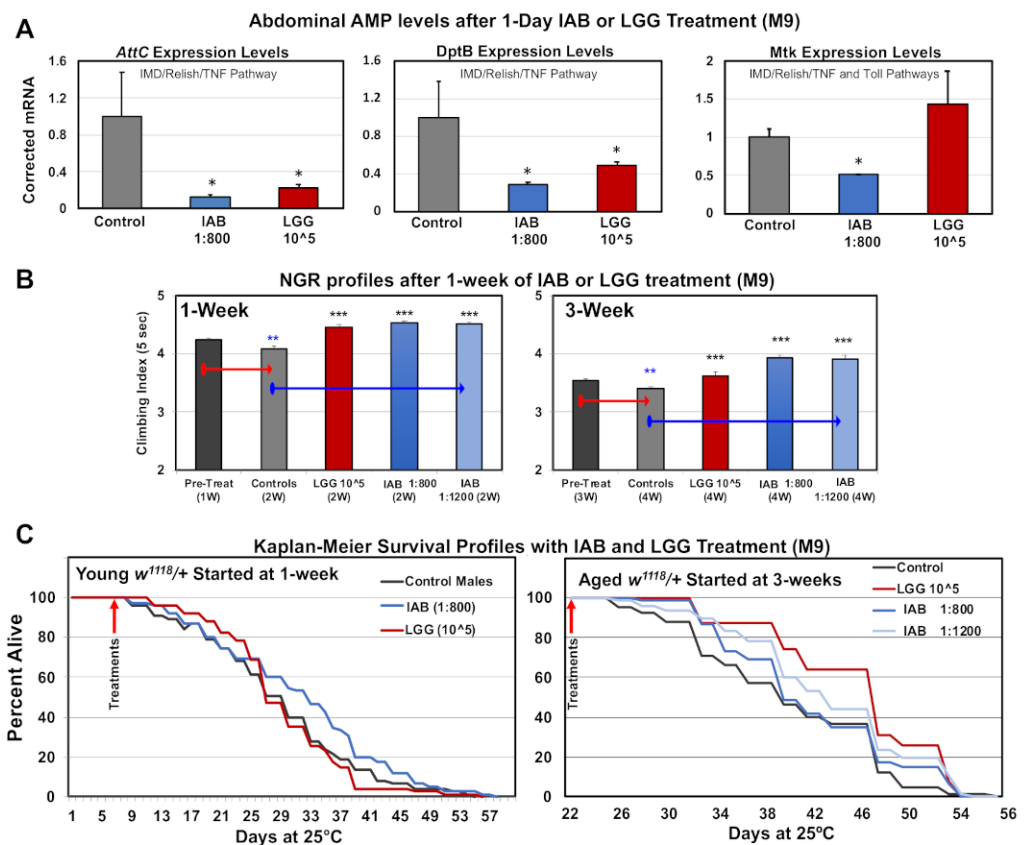 A
Abdominal AMP levels after 1-Day IAB or LGG Treatment (M9)
AttC Expression Levels
IMD/Relish/TNF Pathway
Corrected mRNA
1.6
1.2
0.8
0.4
0
*
*
Control
IAB
1:800
LGG
10^5
DptB Expression Levels
IMD/Relish/TNF Pathway
1.6
1.2
0.8
0.4
0
*
*
Control
IAB
1:800
LGG
10^5
Mtk Expression Levels
IMD/Relish/TNF and Toll Pathways
2
1.5
1
0.5
0
*
Control
IAB
1:800
LGG
10^5
B
NGR profiles after 1-week of IAB or LGG treatment (M9)
1-Week
Climbing Index (5 sec)
5
4
3
2
**
***
***
***
Pre-Treat
(1W)
Controls
(2W)
LGG 10^5
(2W)
IAB 1:800
(2W)
IAB
1:1200 (2W)
3-Week
5
4
3
2
**
***
***
***
Pre-Treat
(3W)
Controls
(4W)
LGG 10^5
(4W)
IAB 1:800
(4W)
IAB
1:1200 (4W)
C
Kaplan-Meier Survival Profiles with IAB and LGG Treatment (M9)
Young w1118/+ Started at 1-week
Control Males
IAB (1:800)
LGG (10^5)
Treatments
Percent Alive
100
80
60
40
20
0
1 5 9 13 17 21 25 29 33 37 41 45 49 53 57
Days at 25°C
Aged w1118/+ Started at 3-weeks
Control
LGG 10^5
IAB 1:800
IAB 1:1200
Treatments
100
80
60
40
20
0
22 26 30 34 38 42 46 50 54 56
Days at 25ºC